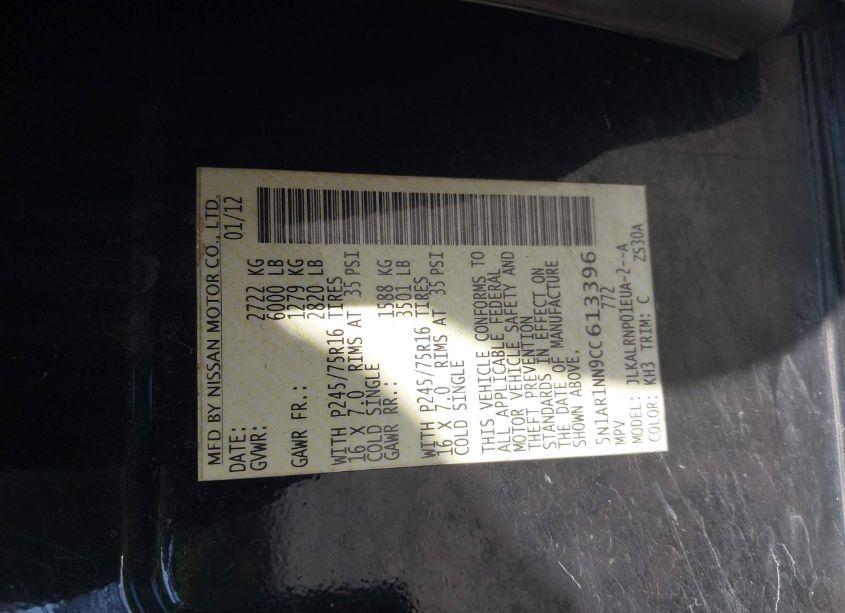 MFD BY NISSAN MOTOR CO., LTD.
DATE: 01/12
GVWR: 2722 KG
6000 LB
GAWR FR.: 1279 KG
2820 LB
WITH P245/75R16 TIRES
16 X 7.0 RIMS AT 35 PSI
COLD SINGLE
GAWR RR.: 1588 KG
3501 LB
WITH P245/75R16 TIRES
16 X 7.0 RIMS AT 35 PSI
COLD SINGLE
THIS VEHICLE CONFORMS TO
ALL APPLICABLE FEDERAL
MOTOR VEHICLE SAFETY AND
THEFT PREVENTION
STANDARDS IN EFFECT ON
THE DATE OF MANUFACTURE
SHOWN ABOVE.
5N1AR1NN9CC613396
MPV 772
MODEL: JLKALRNPD1EUA-2--A
COLOR: KH3 TRIM: C ZS30A